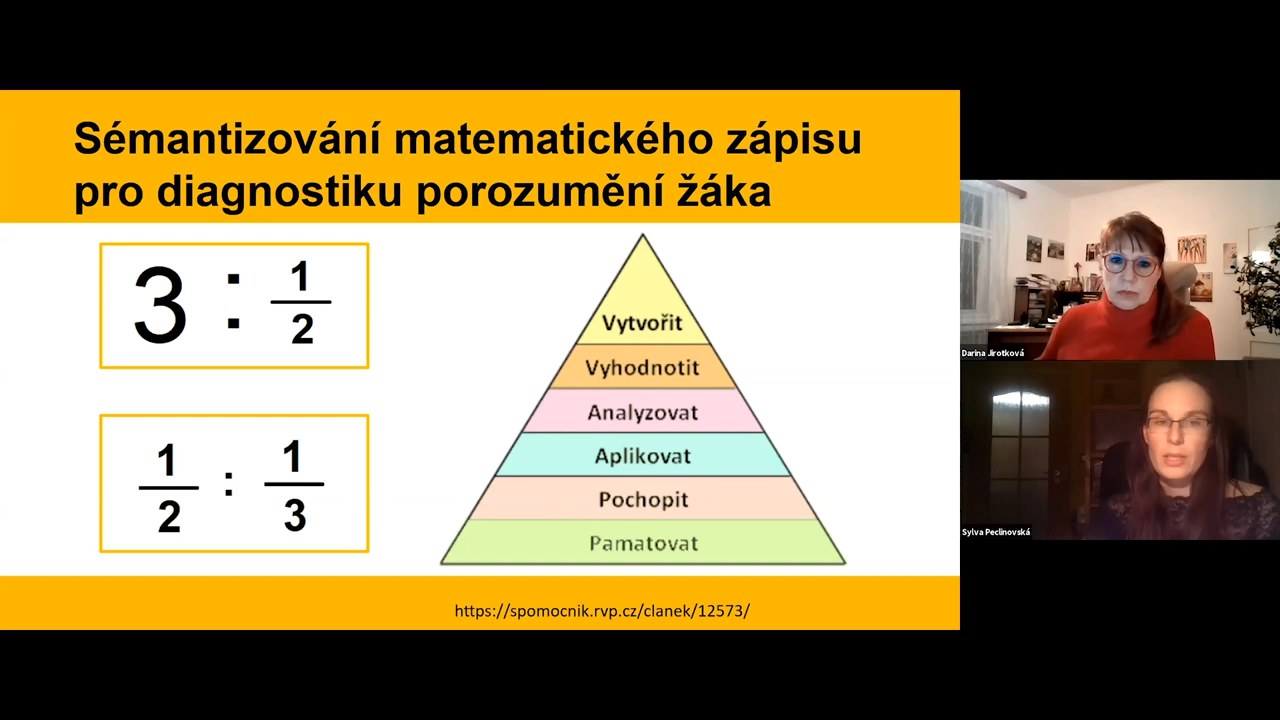 Sémantizování matematického zápisu
pro diagnostiku porozumění žáka
3 : 1/2
1/2 : 1/3
Vytvořit
Vyhodnotit
Analyzovat
Aplikovat
Pochopit
Pamatovat
https://spomocnik.rvp.cz/clanek/12573/
Darina Jirotková
Sylva Peclinovská